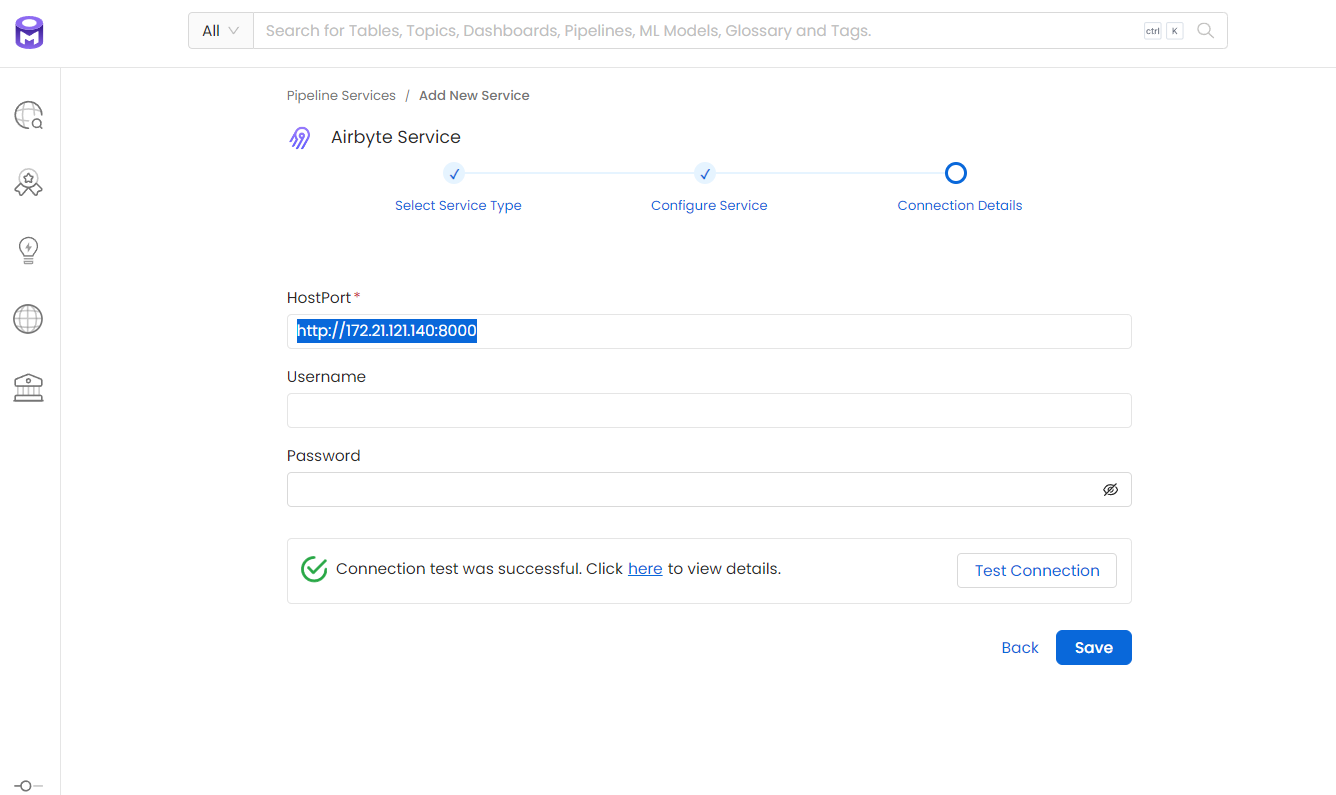 All Search for Tables, Topics, Dashboards, Pipelines, ML Models, Glossary and Tags. ctrl K
Pipeline Services / Add New Service
Airbyte Service
Select Service Type Configure Service Connection Details
HostPort*
http://172.21.121.140:8000
Username
Password
Connection test was successful. Click here to view details. Test Connection
Back Save